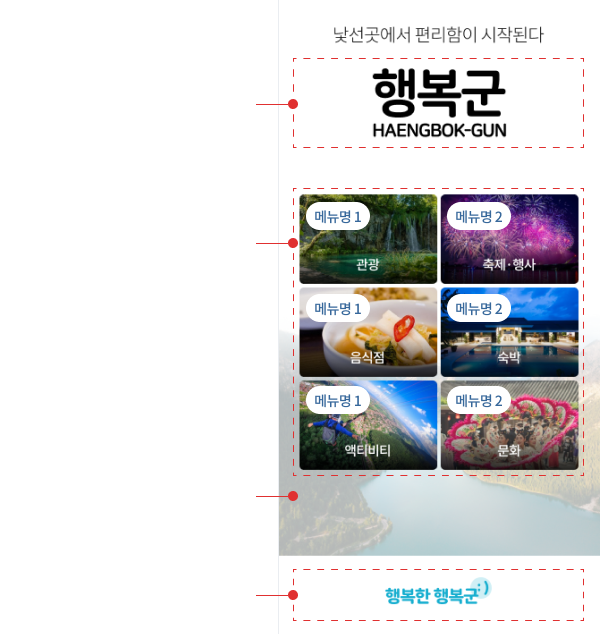 낯선곳에서 편리함이 시작된다
행복군
HAENGBOK-GUN
메뉴명 1
관광
메뉴명 2
축제·행사
메뉴명 1
음식점
메뉴명 2
숙박
메뉴명 1
액티비티
메뉴명 2
문화
행복한 행복군:)